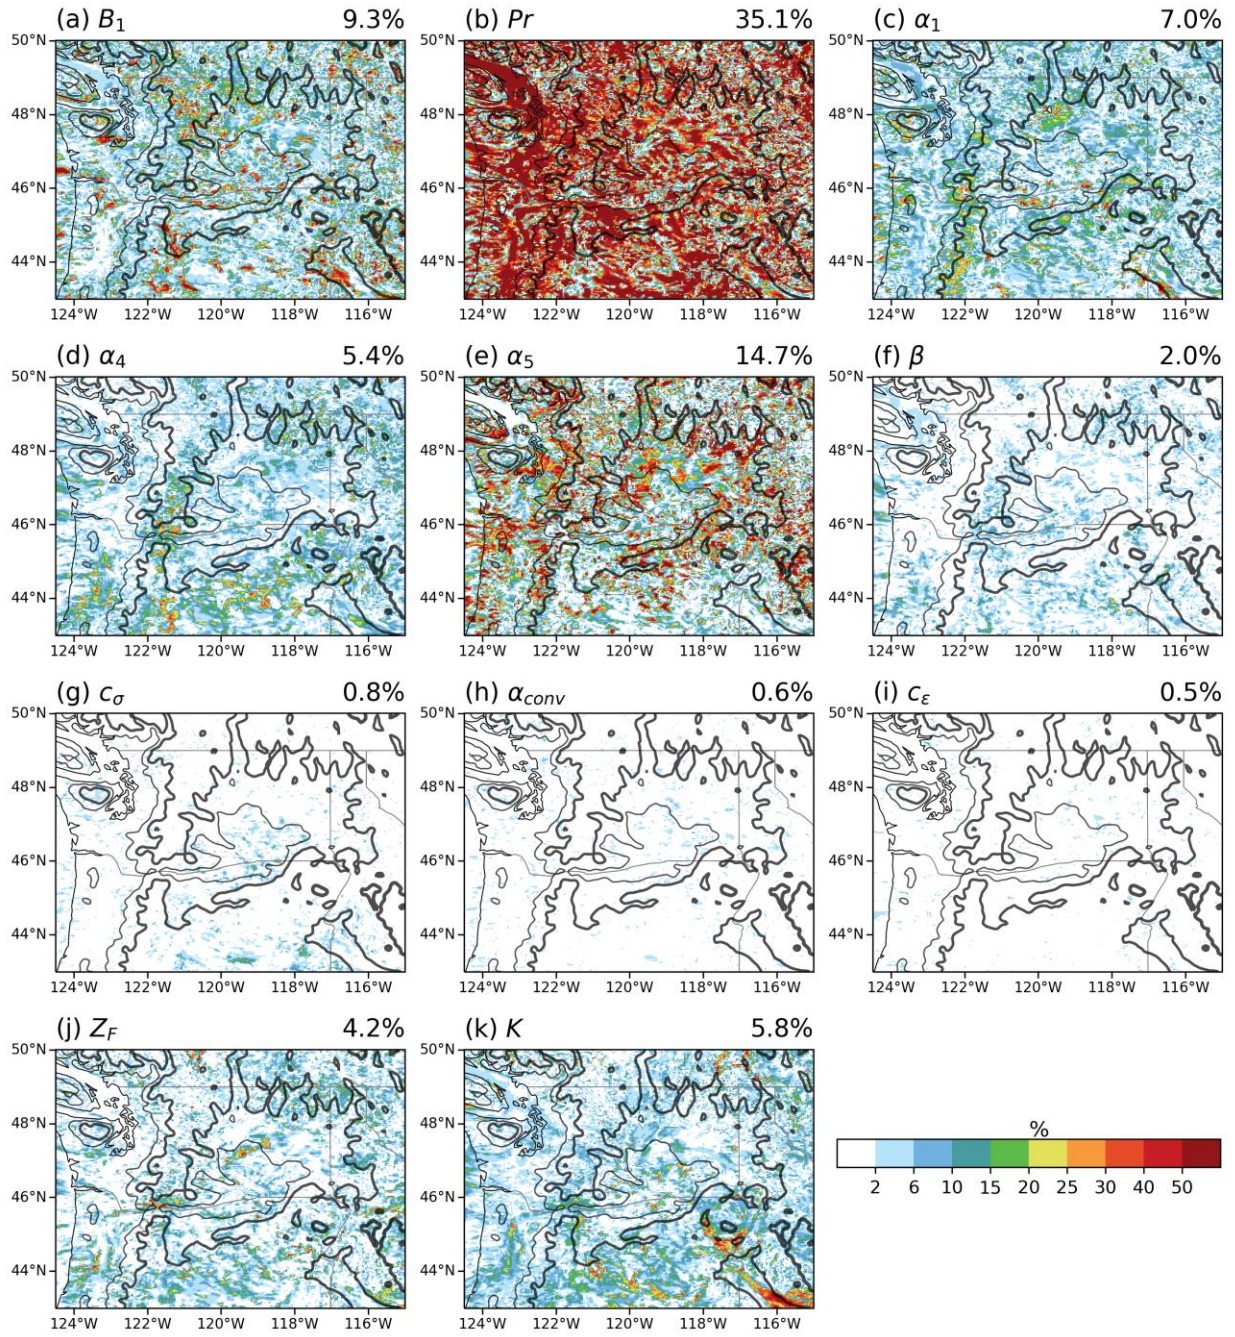 (a) B₁ 9.3% (b) Pr 35.1% (c) α₁ 7.0%
50°N 50°N 50°N
48°N 48°N 48°N
46°N 46°N 46°N
44°N 44°N 44°N
124°W 122°W 120°W 118°W 116°W 124°W 122°W 120°W 118°W 116°W 124°W 122°W 120°W 118°W 116°W
(d) α₄ 5.4% (e) α₅ 14.7% (f) β 2.0%
50°N 50°N 50°N
48°N 48°N 48°N
46°N 46°N 46°N
44°N 44°N 44°N
124°W 122°W 120°W 118°W 116°W 124°W 122°W 120°W 118°W 116°W 124°W 122°W 120°W 118°W 116°W
(g) c_σ 0.8% (h) α_conv 0.6% (i) c_ε 0.5%
50°N 50°N 50°N
48°N 48°N 48°N
46°N 46°N 46°N
44°N 44°N 44°N
124°W 122°W 120°W 118°W 116°W 124°W 122°W 120°W 118°W 116°W 124°W 122°W 120°W 118°W 116°W
(j) Z_F 4.2% (k) K 5.8%
50°N 50°N
48°N 48°N
46°N 46°N
44°N 44°N
124°W 122°W 120°W 118°W 116°W 124°W 122°W 120°W 118°W 116°W
%
2 6 10 15 20 25 30 40 50